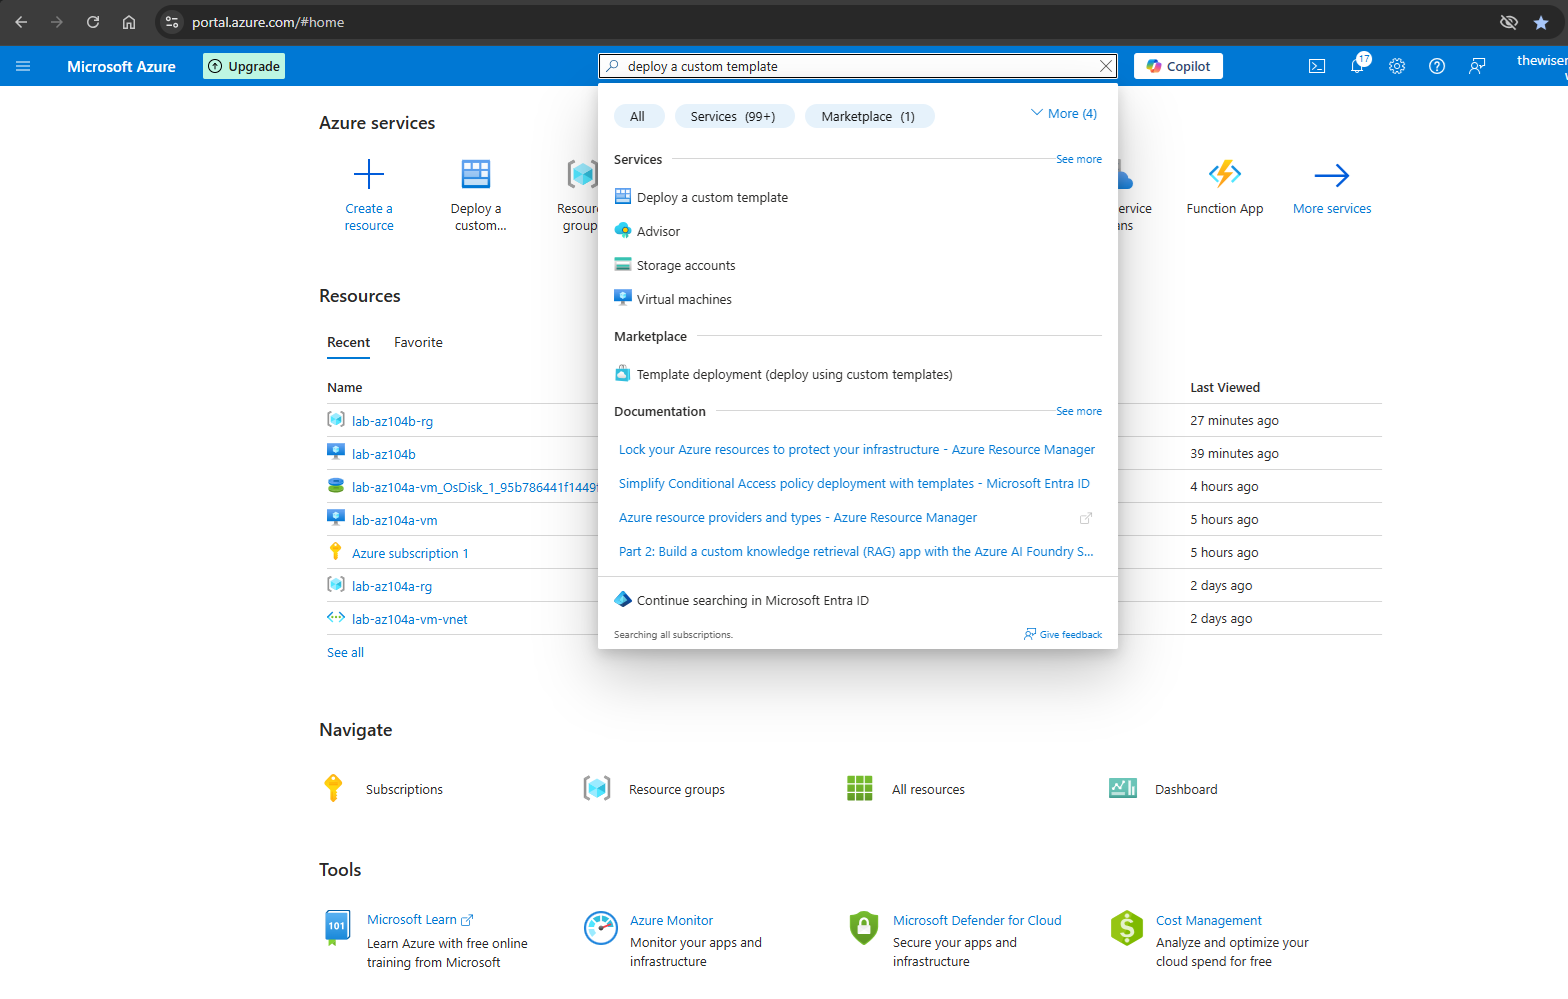 portal.azure.com/#home
Microsoft Azure
Upgrade
deploy a custom template
Copilot
17
thewiser
All
Services (99+)
Marketplace (1)
More (4)
Azure services
Create a
resource
Deploy a
custom...
Resour
group
Services
See more
Deploy a custom template
Advisor
Storage accounts
Virtual machines
Marketplace
Template deployment (deploy using custom templates)
Documentation
See more
Lock your Azure resources to protect your infrastructure - Azure Resource Manager
Simplify Conditional Access policy deployment with templates - Microsoft Entra ID
Azure resource providers and types - Azure Resource Manager
Part 2: Build a custom knowledge retrieval (RAG) app with the Azure AI Foundry S...
Continue searching in Microsoft Entra ID
Searching all subscriptions.
Give feedback
ervice
ans
Function App
More services
Resources
Recent
Favorite
Name
Last Viewed
lab-az104b-rg
27 minutes ago
lab-az104b
39 minutes ago
lab-az104a-vm_OsDisk_1_95b786441f1449f
4 hours ago
lab-az104a-vm
5 hours ago
Azure subscription 1
5 hours ago
lab-az104a-rg
2 days ago
lab-az104a-vm-vnet
2 days ago
See all
Navigate
Subscriptions
Resource groups
All resources
Dashboard
Tools
101
Microsoft Learn
Learn Azure with free online
training from Microsoft
Azure Monitor
Monitor your apps and
infrastructure
Microsoft Defender for Cloud
Secure your apps and
infrastructure
Cost Management
Analyze and optimize your
cloud spend for free